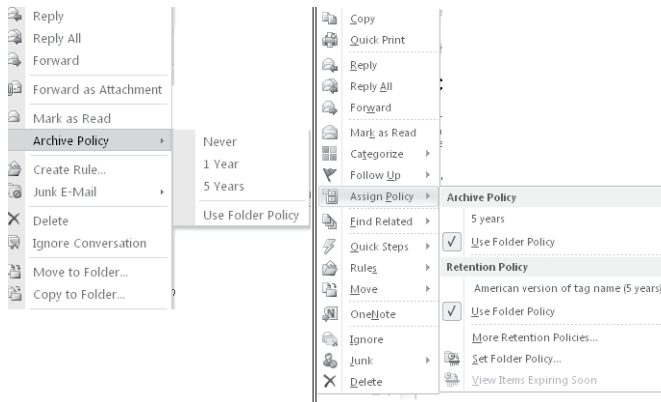 Reply
Reply All
Forward
Forward as Attachment
Mark as Read
Archive Policy
Never
1 Year
5 Years
Use Folder Policy
Create Rule...
Junk E-Mail
Delete
Ignore Conversation
Move to Folder...
Copy to Folder...
Copy
Quick Print
Reply
Reply All
Forward
Mark as Read
Categorize
Follow Up
Assign Policy
Archive Policy
5 years
Use Folder Policy
Retention Policy
American version of tag name (5 years)
Use Folder Policy
More Retention Policies...
Set Folder Policy...
View Items Expiring Soon
Find Related
Quick Steps
Rules
Move
OneNote
Ignore
Junk
Delete